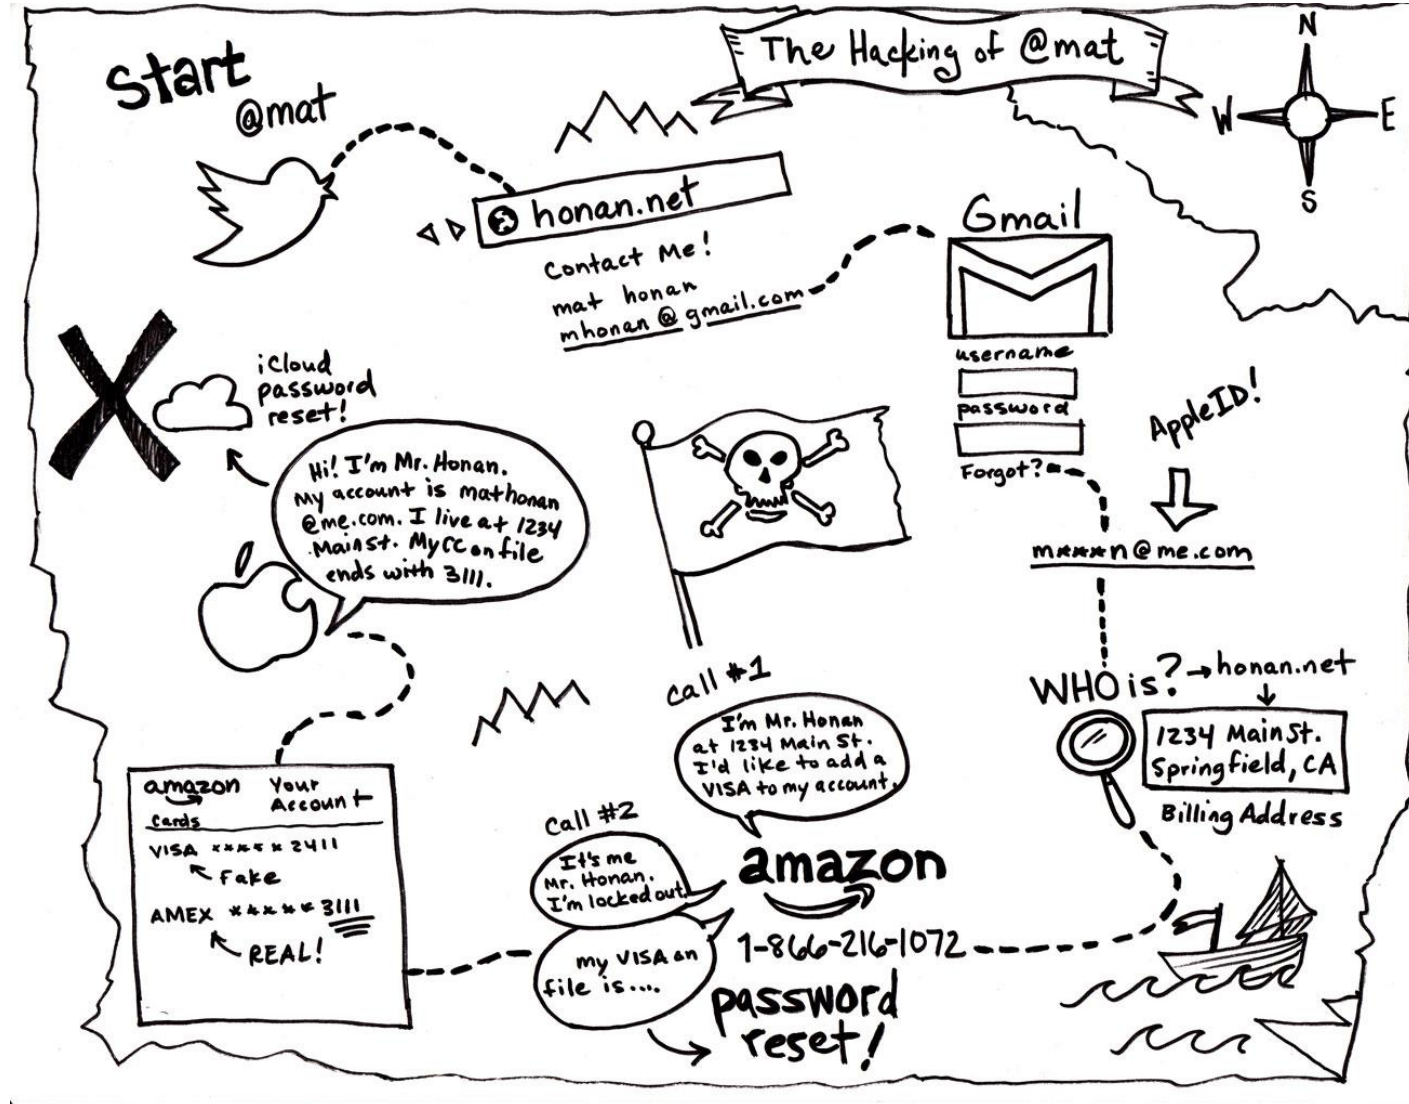 The Hacking of @mat
N
W
E
S
Start
@mat
honan.net
Contact Me!
mat honan
mhonan@gmail.com
Gmail
username
password
Forgot?
AppleID!
m***n@me.com
WHOis? → honan.net
1234 Main St.
Springfield, CA
Billing Address
Call #1
I'm Mr. Honan
at 1234 Main St.
I'd like to add a
VISA to my account.
amazon
1-866-216-1072
Call #2
It's me
Mr. Honan.
I'm locked out.
my VISA on
file is....
password
reset!
amazon
Your
Account
Cards
VISA ***** 2411
Fake
AMEX ***** 3111
REAL!
Hi! I'm Mr. Honan.
My account is mathonan
@me.com. I live at 1234
Main St. My CC on file
ends with 3111.
iCloud
password
reset!
X